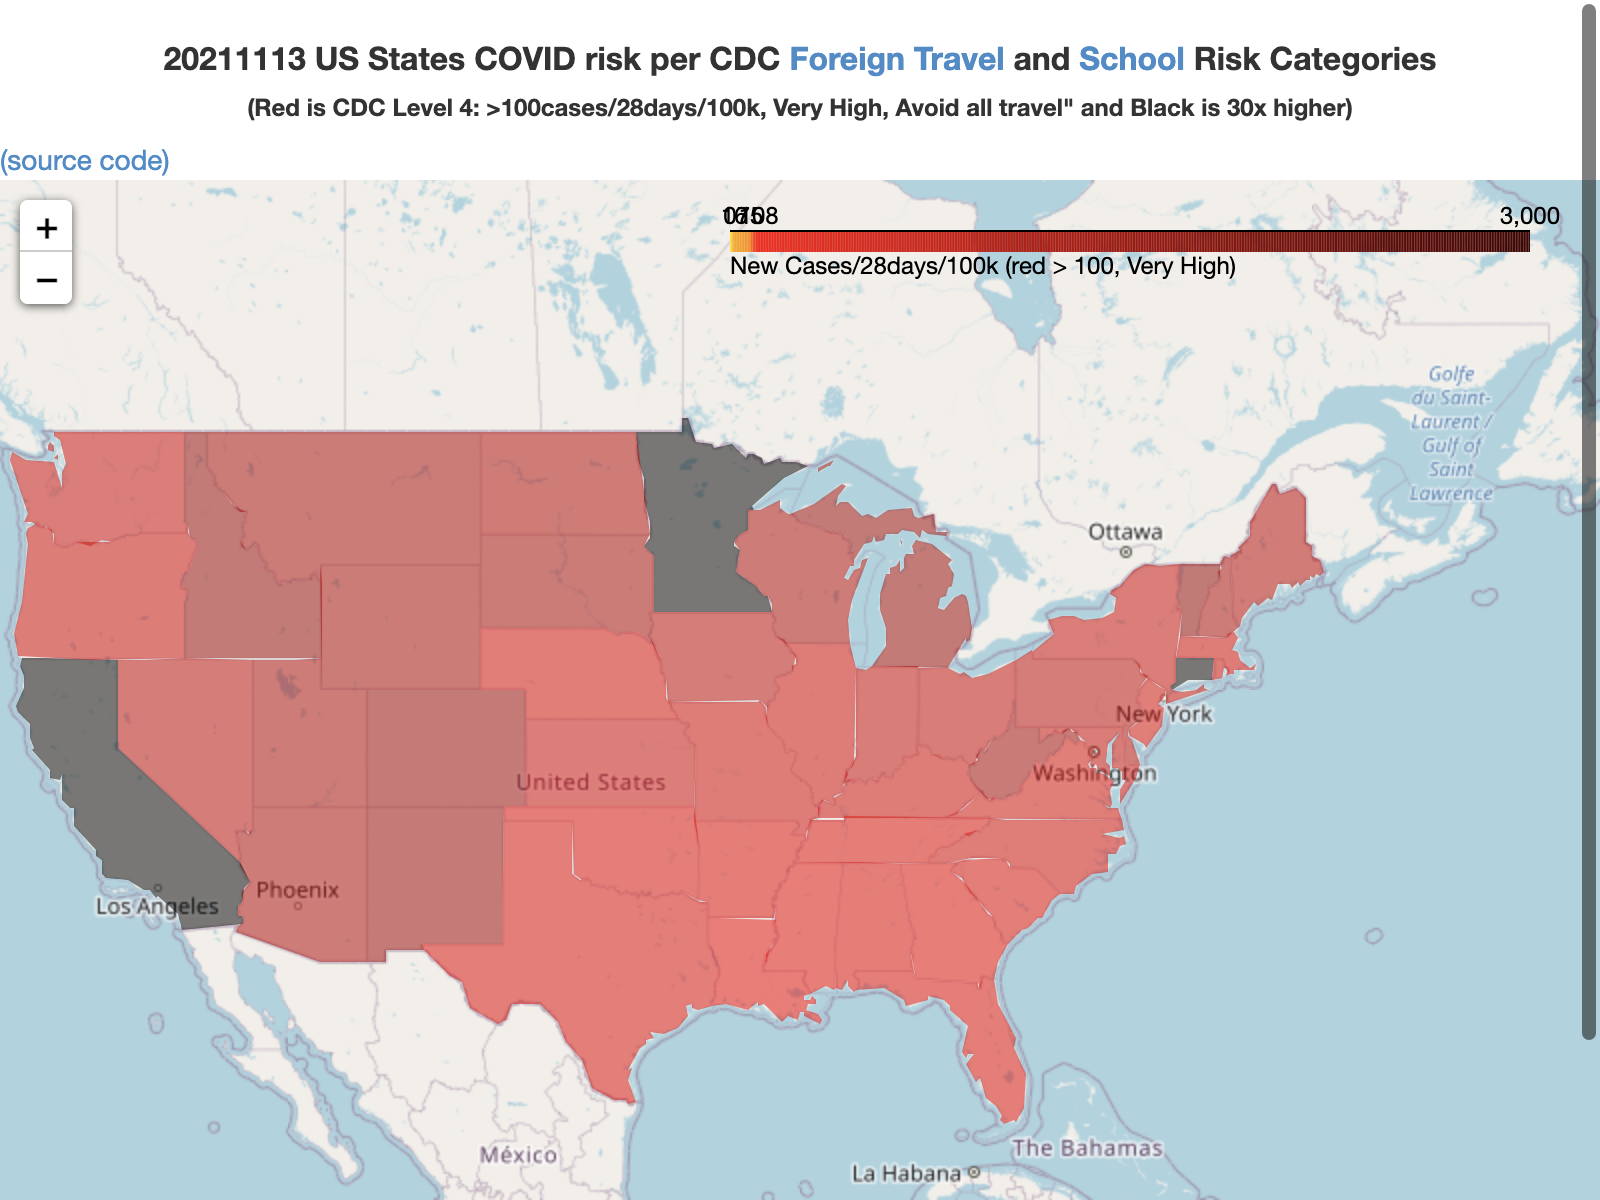 20211113 US States COVID risk per CDC Foreign Travel and School Risk Categories
(Red is CDC Level 4: >100cases/28days/100k, Very High, Avoid all travel" and Black is 30x higher)
(source code)
+
−
3,000
New Cases/28days/100k (red > 100, Very High)
Golfe
du Saint-
Laurent /
Gulf of
Saint
Lawrence
Ottawa
New York
Washington
United States
Phoenix
Los Angeles
México
The Bahamas
La Habana